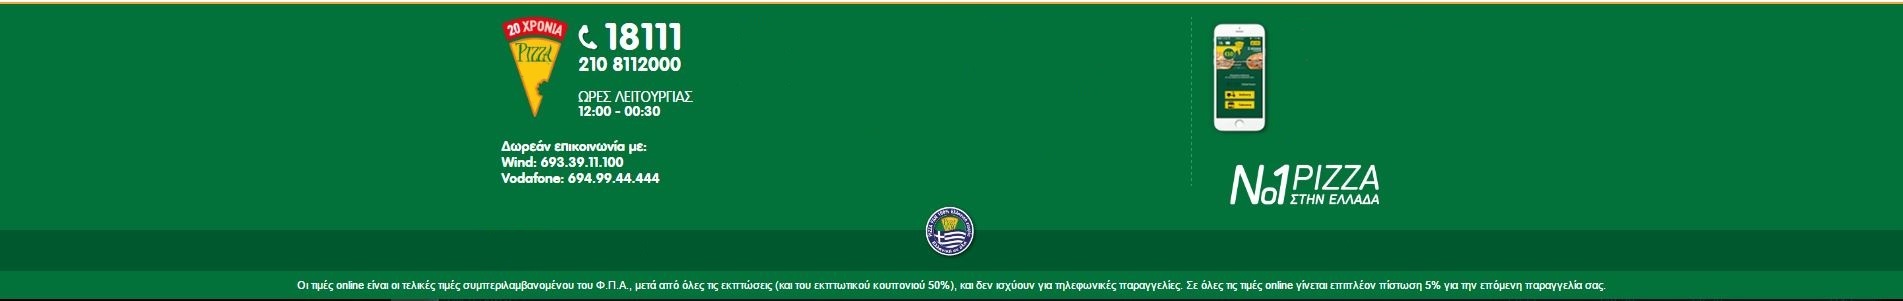 20 ΧΡΟΝΙΑ
PIZZA
18111
210 8112000
ΩΡΕΣ ΛΕΙΤΟΥΡΓΙΑΣ
12:00 - 00:30
Δωρεάν επικοινωνία με:
Wind: 693.39.11.100
Vodafone: 694.99.44.444
No1 PIZZA
ΣΤΗΝ ΕΛΛΑΔΑ
Οι τιμές online είναι οι τελικές τιμές συμπεριλαμβανομένου του Φ.Π.Α., μετά από όλες τις εκπτώσεις (και του εκπτωτικού κουπονιού 50%), και δεν ισχύουν για τηλεφωνικές παραγγελίες. Σε όλες τις τιμές online γίνεται επιπλέον πίστωση 5% για την επόμενη παραγγελία σας.